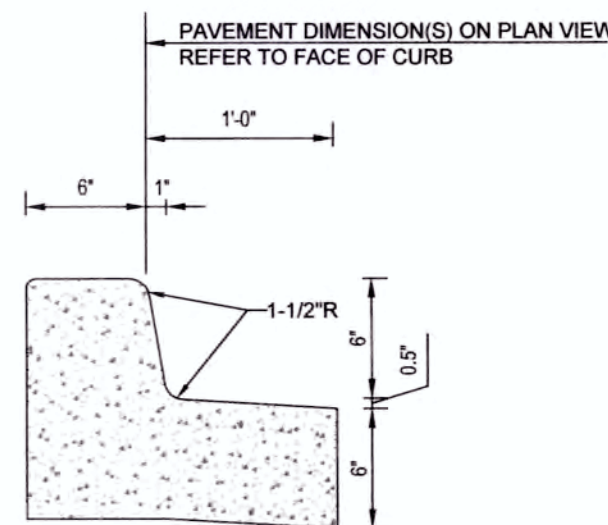 PAVEMENT DIMENSION(S) ON PLAN VIEW
REFER TO FACE OF CURB
1'-0"
6"
1"
1-1/2"R
6"
0.5"
6"